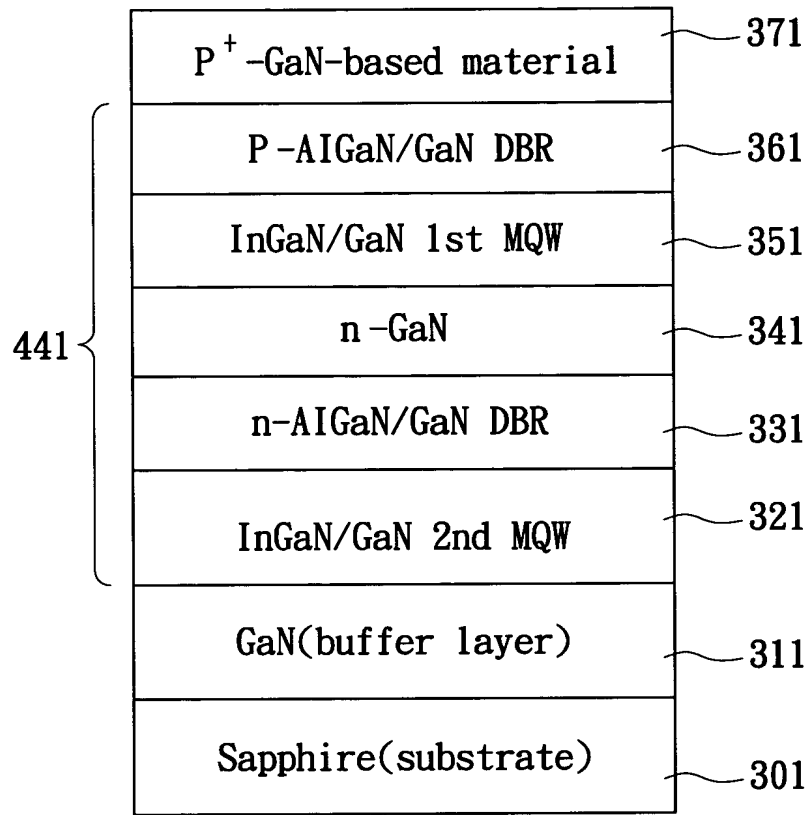 P+-GaN-based material 371
P-AlGaN/GaN DBR 361
InGaN/GaN 1st MQW 351
n-GaN 341
441
n-AlGaN/GaN DBR 331
InGaN/GaN 2nd MQW 321
GaN(buffer layer) 311
Sapphire(substrate) 301